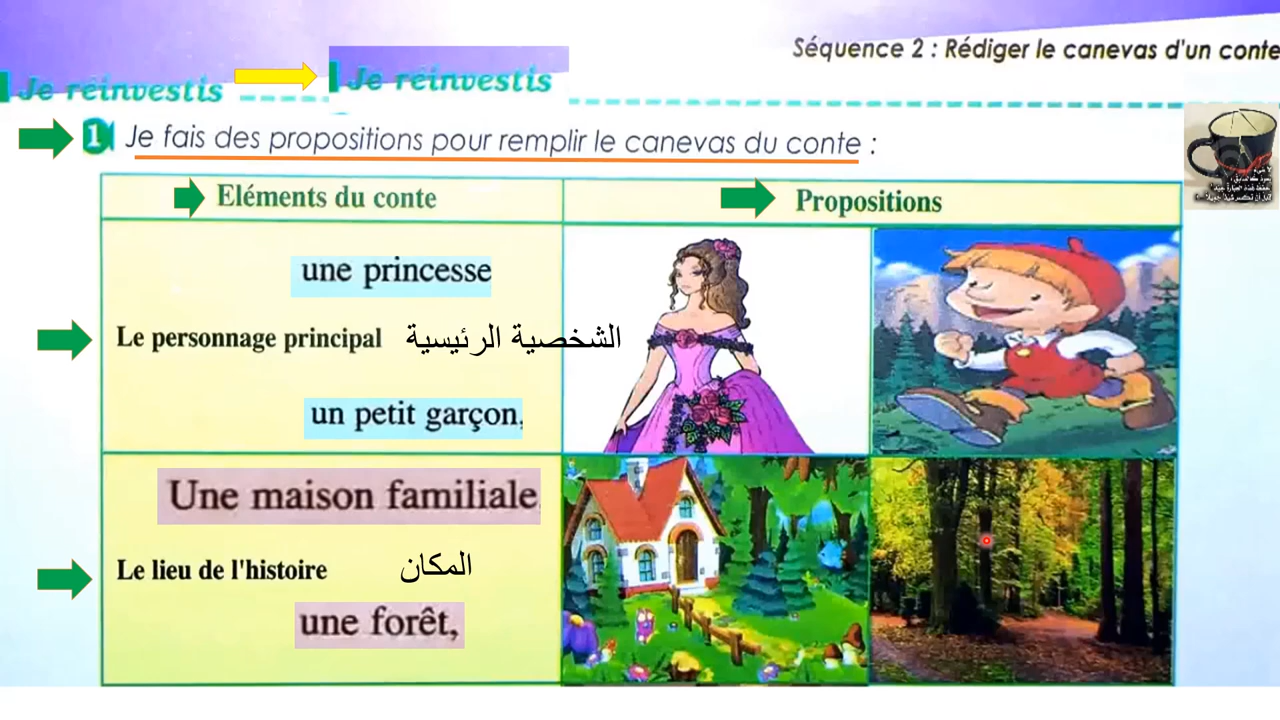 Séquence 2 : Rédiger le canevas d'un conte
Je réinvestis
Je réinvestis
1 Je fais des propositions pour remplir le canevas du conte :
Eléments du conte
Propositions
une princesse
Le personnage principal الشخصية الرئيسية
un petit garçon,
Une maison familiale
Le lieu de l'histoire المكان
une forêt,